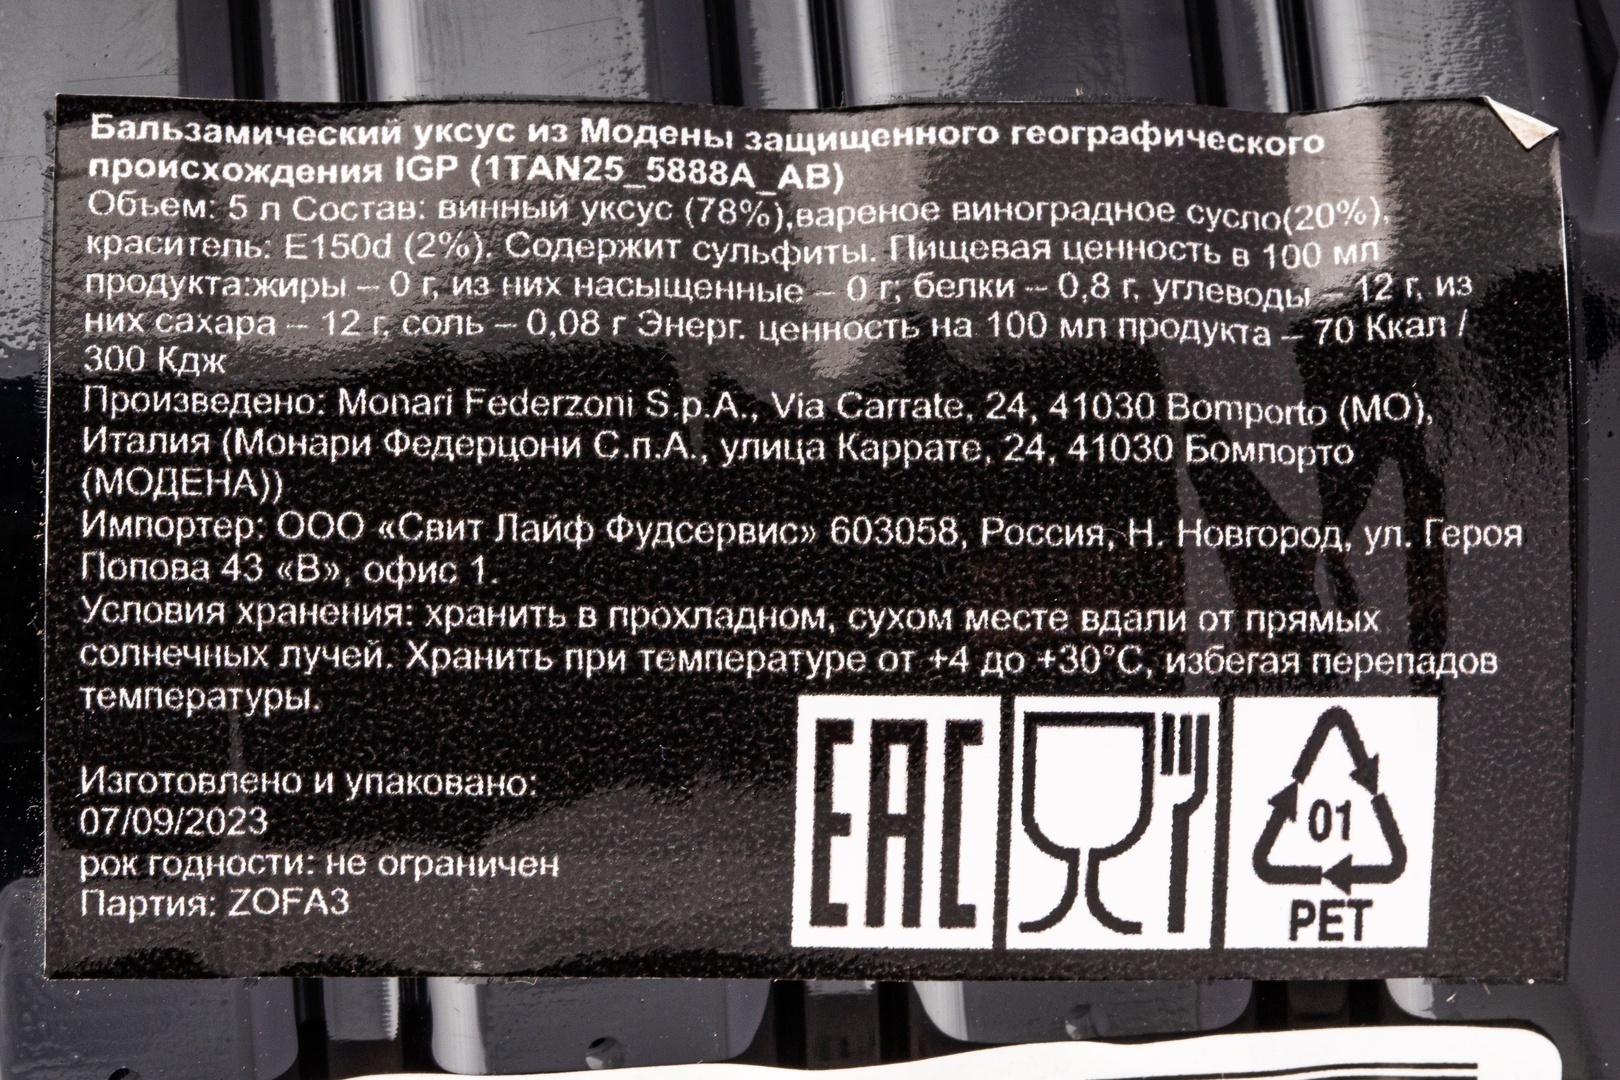 Бальзамический уксус из Модены защищенного географического
происхождения IGP (1TAN25_5888A_AB)
Объем: 5 л Состав: винный уксус (78%),вареное виноградное сусло(20%),
краситель: Е150d (2%). Содержит сульфиты. Пищевая ценность в 100 мл
продукта:жиры – 0 г, из них насыщенные – 0 г; белки – 0,8 г, углеводы – 12 г, из
них сахара – 12 г, соль – 0,08 г Энерг. ценность на 100 мл продукта – 70 Ккал /
300 Кдж
Произведено: Monari Federzoni S.p.A., Via Carrate, 24, 41030 Bomporto (MO),
Италия (Монари Федерцони С.п.А., улица Каррате, 24, 41030 Бомпорто
(МОДЕНА))
Импортер: ООО «Свит Лайф Фудсервис» 603058, Россия, Н. Новгород, ул. Героя
Попова 43 «В», офис 1.
Условия хранения: хранить в прохладном, сухом месте вдали от прямых
солнечных лучей. Хранить при температуре от +4 до +30°С, избегая перепадов
температуры.
Изготовлено и упаковано:
07/09/2023
рок годности: не ограничен
Партия: ZOFA3
EAC
01
PET